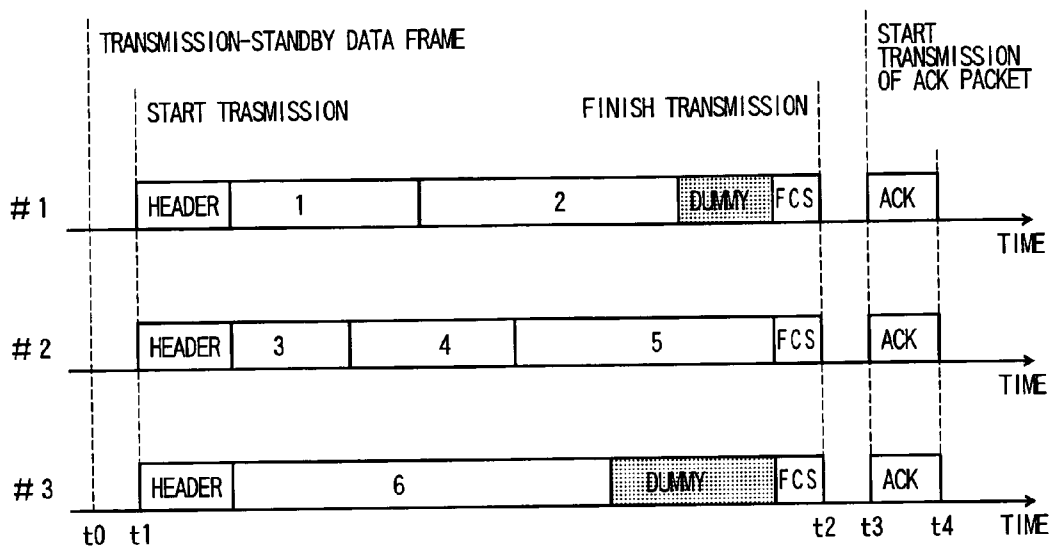 TRANSMISSION-STANDBY DATA FRAME
START
TRANSMISSION
OF ACK PACKET
START TRASMISSION
FINISH TRANSMISSION
#1
HEADER 1 2 DUMMY FCS ACK
TIME
#2
HEADER 3 4 5 FCS ACK
TIME
#3
HEADER 6 DUMMY FCS ACK
t0 t1 t2 t3 t4 TIME